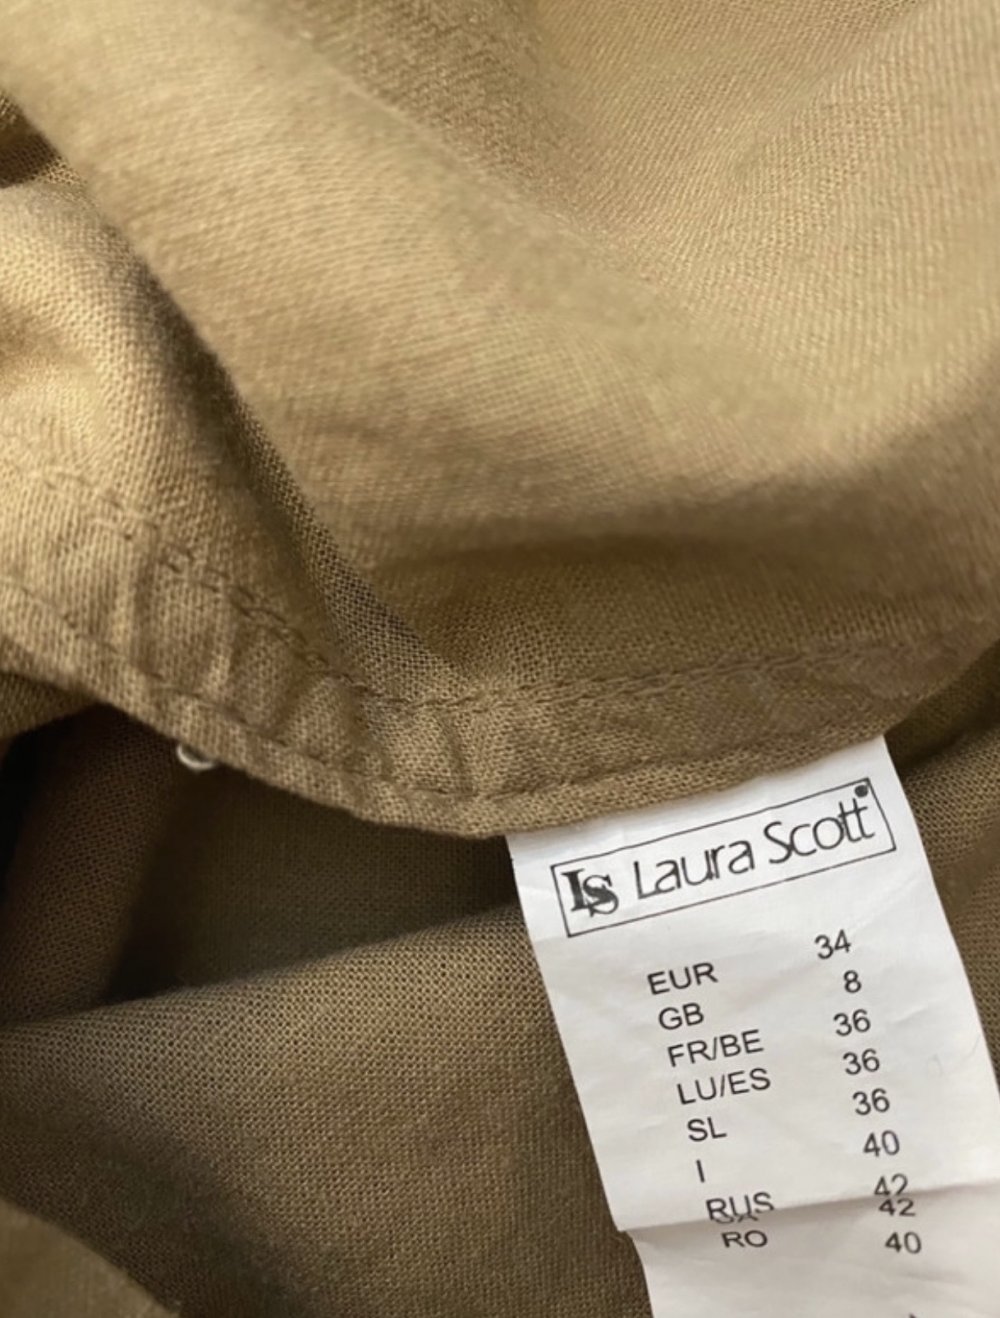 LS Laura Scott
EUR 34
GB 8
FR/BE 36
LU/ES 36
SL 36
I 40
RUS 42
42
RO 40